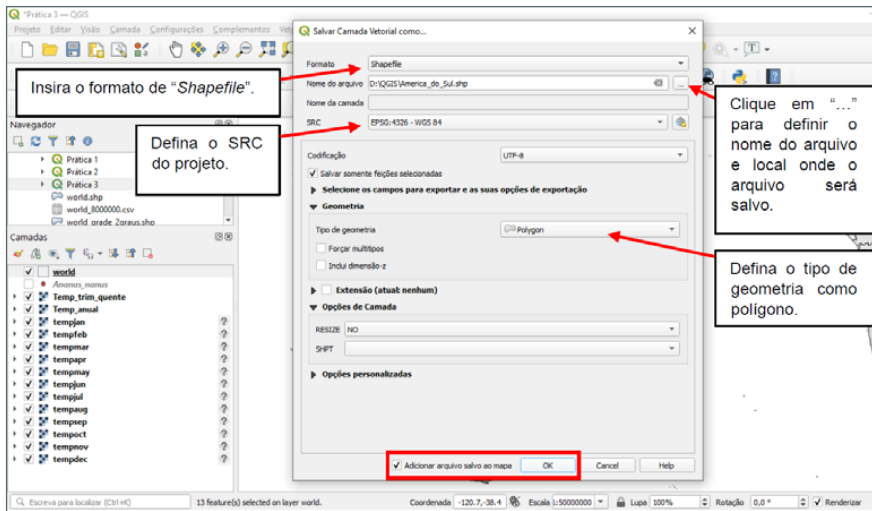 *Prática 3 — QGIS
Projeto Editar Visão Camada Configurações Complementos Vet
Salvar Camada Vetorial como...
Formato Shapefile
Nome do arquivo D:\QGIS\America_do_Sul.shp ...
Nome da camada
SRC EPSG:4326 - WGS 84
Codificação UTF-8
Salvar somente feições selecionadas
Selecione os campos para exportar e as suas opções de exportação
Geometria
Tipo de geometria Polygon
Forçar multitipos
Inclui dimensão-z
Extensão (atual: nenhum)
Opções de Camada
RESIZE NO
SHPT
Opções personalizadas
Adicionar arquivo salvo ao mapa OK Cancel Help
Insira o formato de “Shapefile”.
Defina o SRC
do projeto.
Clique em “...”
para definir o
nome do arquivo
e local onde o
arquivo será
salvo.
Defina o tipo de
geometria como
polígono.
Navegador
Prática 1
Prática 2
Prática 3
world.shp
world_8000000.csv
world_grade_2graus.shp
Camadas
world
Ananas_nanus
Temp_trim_quente
Temp_anual
tempjan ?
tempfeb ?
tempmar ?
tempapr ?
tempmay ?
tempjun ?
tempjul ?
tempaug ?
tempsep ?
tempoct ?
tempnov ?
tempdec ?
Escreva para localizar (Ctrl+K) 13 feature(s) selected on layer world. Coordenada -120.7,-38.4 Escala 1:50000000 Lupa 100% Rotação 0,0 ° Renderizar